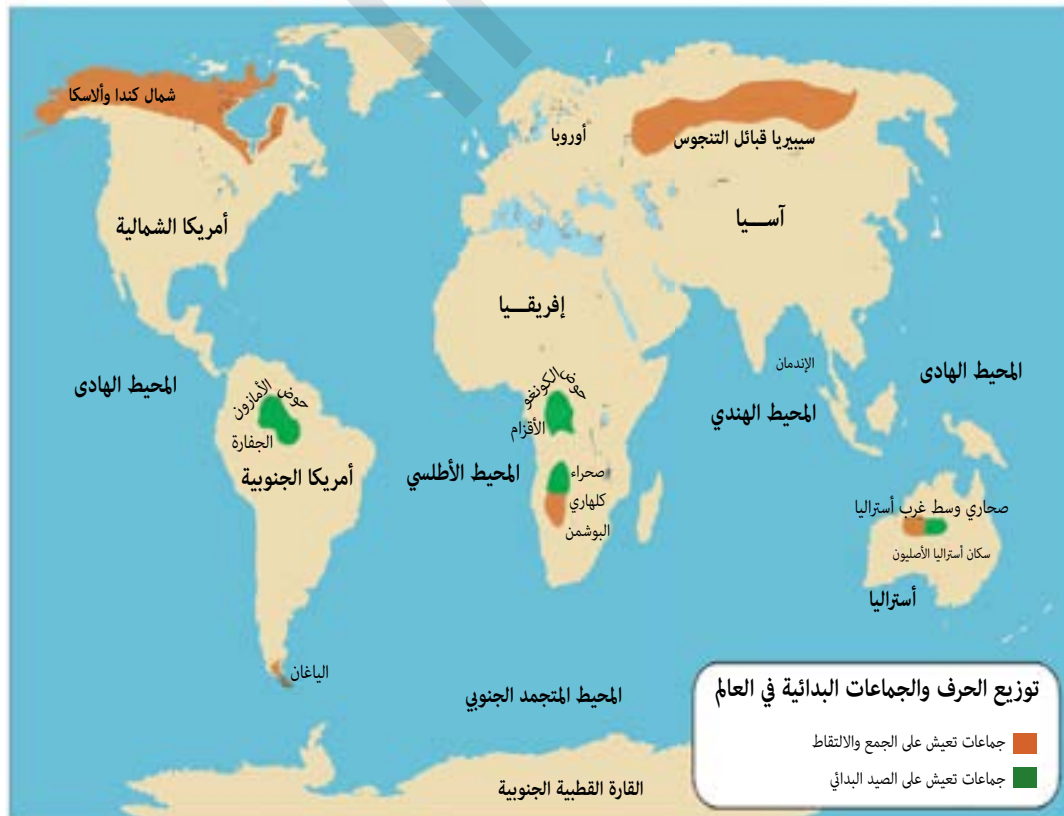 شمال كندا وألاسكا
أوروبا
سيبيريا قبائل التنجوس
أمريكا الشمالية
آســـيا
إفريقـــيا
الإندمان
المحيط الهادى
المحيط الهادى
المحيط الهندي
حوض الأمازون
الجفارة
أمريكا الجنوبية
حوض الكونغو
الأقزام
المحيط الأطلسي
صحراء
كلهاري
البوشمن
صحاري وسط غرب أستراليا
سكان أستراليا الأصليون
أستراليا
الياغان
المحيط المتجمد الجنوبي
القارة القطبية الجنوبية
توزيع الحرف والجماعات البدائية في العالم
جماعات تعيش على الجمع والالتقاط
جماعات تعيش على الصيد البدائي